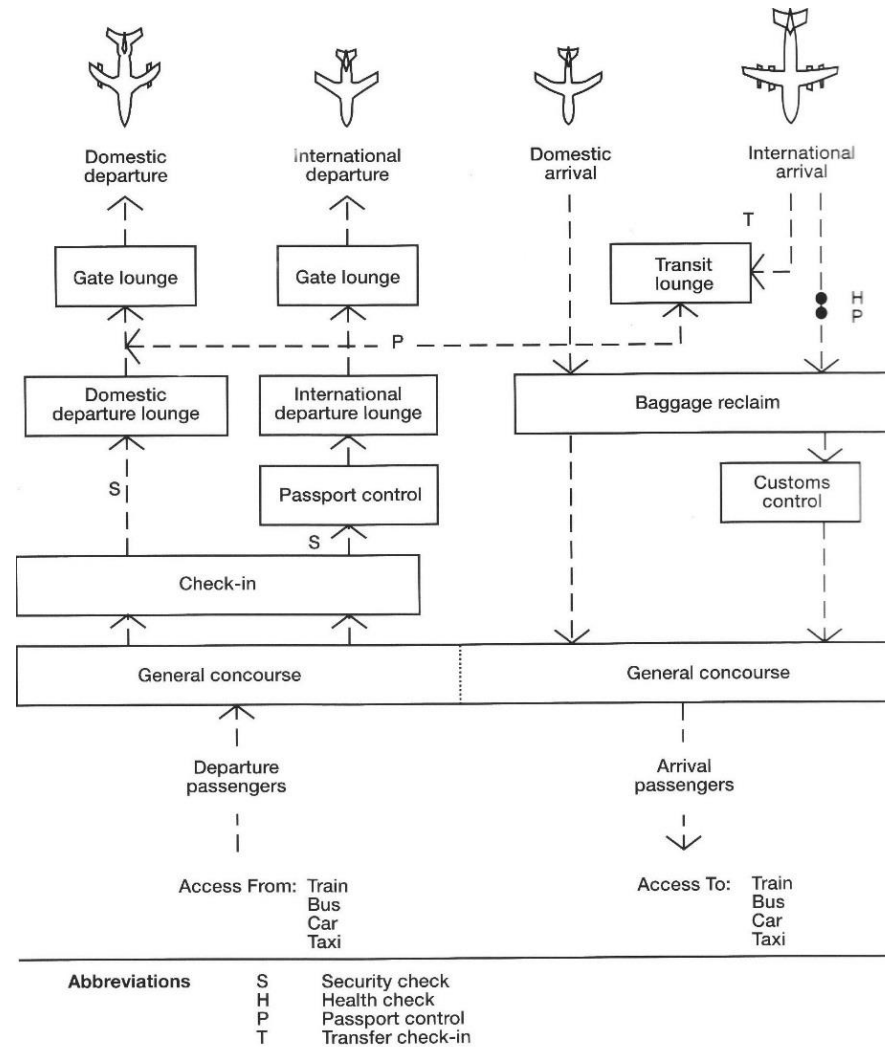 Domestic
departure
International
departure
Domestic
arrival
International
arrival
T
Gate lounge
Gate lounge
Transit
lounge
H
P
P
Domestic
departure lounge
International
departure lounge
Baggage reclaim
S
Passport control
Customs
control
S
Check-in
General concourse
General concourse
Departure
passengers
Arrival
passengers
Access From: Train
Bus
Car
Taxi
Access To: Train
Bus
Car
Taxi
Abbreviations S Security check
H Health check
P Passport control
T Transfer check-in